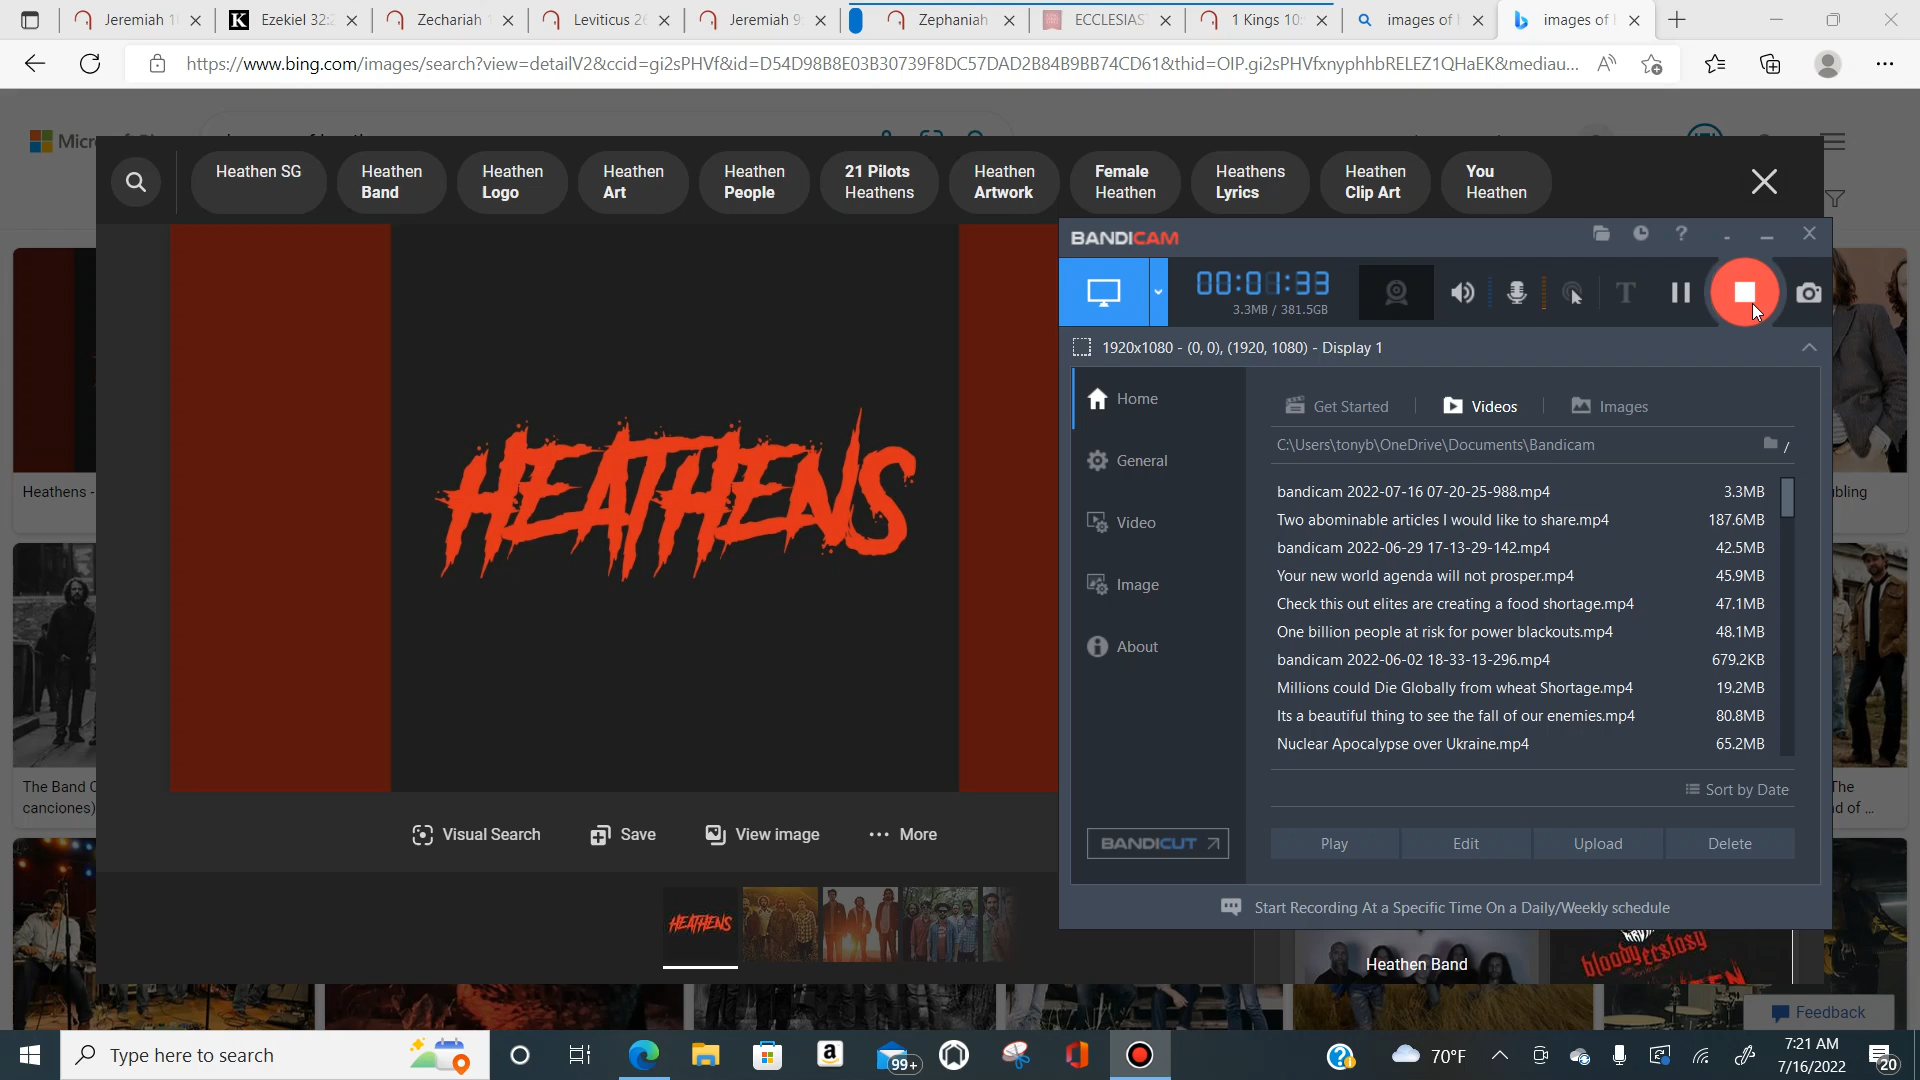 Jeremiah 1
Ezekiel 32:
Zechariah
Leviticus 26
Jeremiah 9
Zephaniah
ECCLESIAST
1 Kings 10:
images of
images of
https://www.bing.com/images/search?view=detailV2&ccid=gi2sPHVf&id=D54D98B8E03B30739F8DC57DAD2B84B9BB74CD61&thid=OIP.gi2sPHVfxnyphhbRELEZ1QHaEK&mediau...
Heathen SG
Heathen
Band
Heathen
Logo
Heathen
Art
Heathen
People
21 Pilots
Heathens
Heathen
Artwork
Female
Heathen
Heathens
Lyrics
Heathen
Clip Art
You
Heathen
BANDICAM
00:01:33
3.3MB / 381.5GB
1920x1080 - (0, 0), (1920, 1080) - Display 1
Home
General
Video
Image
About
Get Started
Videos
Images
C:\Users\tonyb\OneDrive\Documents\Bandicam
bandicam 2022-07-16 07-20-25-988.mp4 3.3MB
Two abominable articles I would like to share.mp4 187.6MB
bandicam 2022-06-29 17-13-29-142.mp4 42.5MB
Your new world agenda will not prosper.mp4 45.9MB
Check this out elites are creating a food shortage.mp4 47.1MB
One billion people at risk for power blackouts.mp4 48.1MB
bandicam 2022-06-02 18-33-13-296.mp4 679.2KB
Millions could Die Globally from wheat Shortage.mp4 19.2MB
Its a beautiful thing to see the fall of our enemies.mp4 80.8MB
Nuclear Apocalypse over Ukraine.mp4 65.2MB
Sort by Date
BANDICUT
Play
Edit
Upload
Delete
Start Recording At a Specific Time On a Daily/Weekly schedule
HEATHENS
Heathens -
The Band
canciones)
Visual Search
Save
View image
More
HEATHENS
Heathen Band
bloody ecstasy
Feedback
Type here to search
99+
70°F
7:21 AM
7/16/2022
20